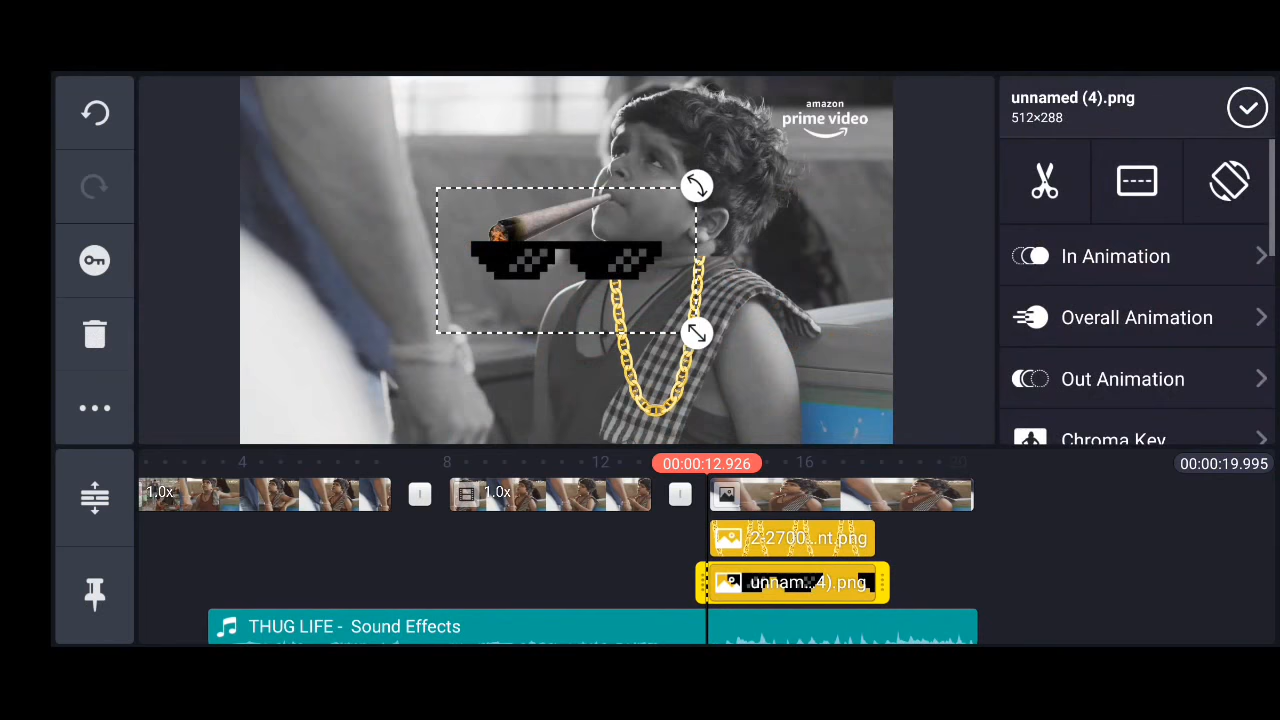 unnamed (4).png
512×288
amazon
prime video
In Animation
Overall Animation
Out Animation
Chroma Key
4
8
12
00:00:12.926
16
20
00:00:19.995
1.0x
1.0x
2-2700...nt.png
unnam...4).png
THUG LIFE - Sound Effects